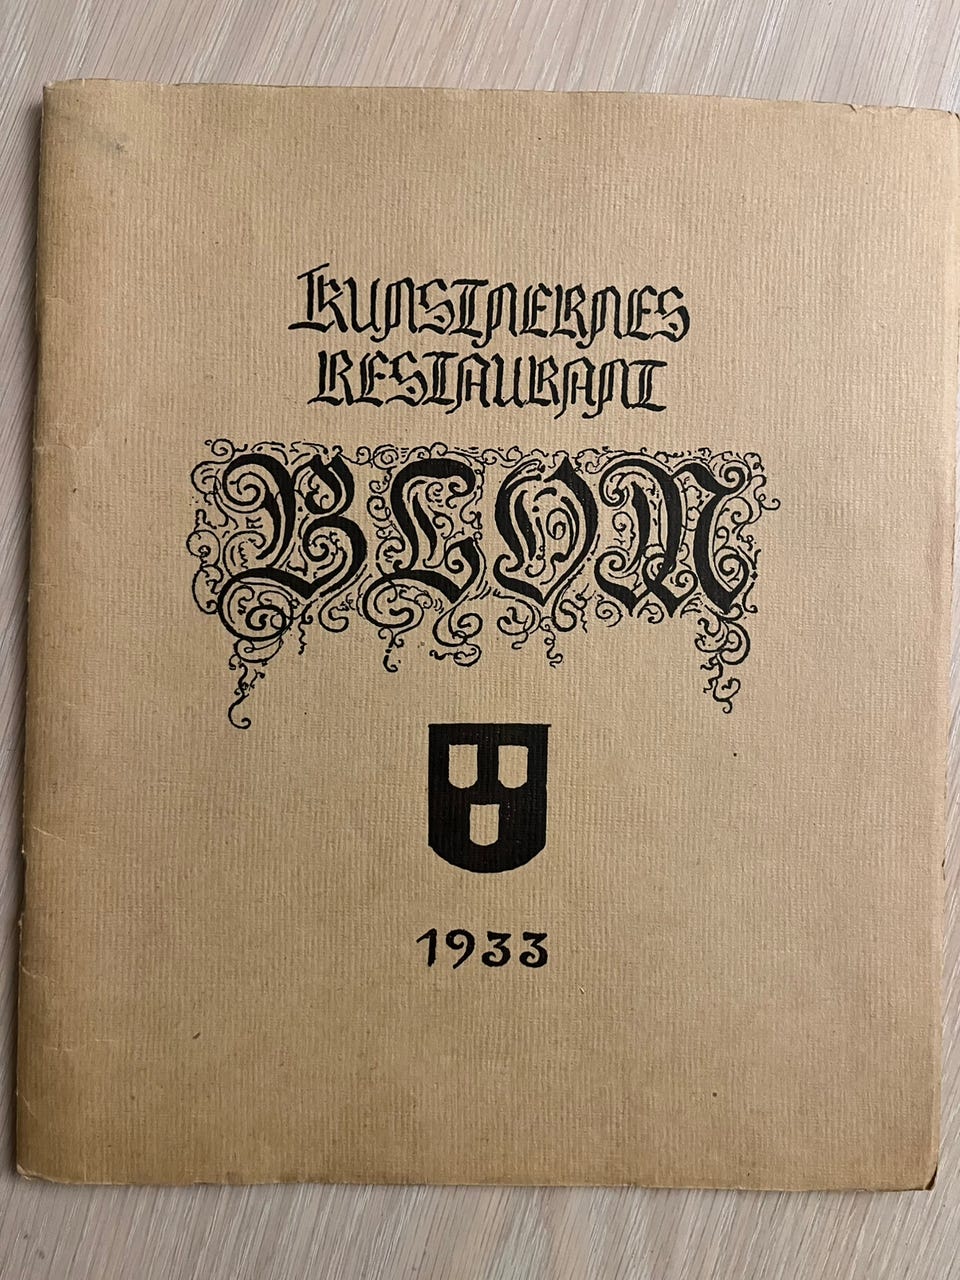 KUNSTNERNES
RESTAURANT
BLOM
1933